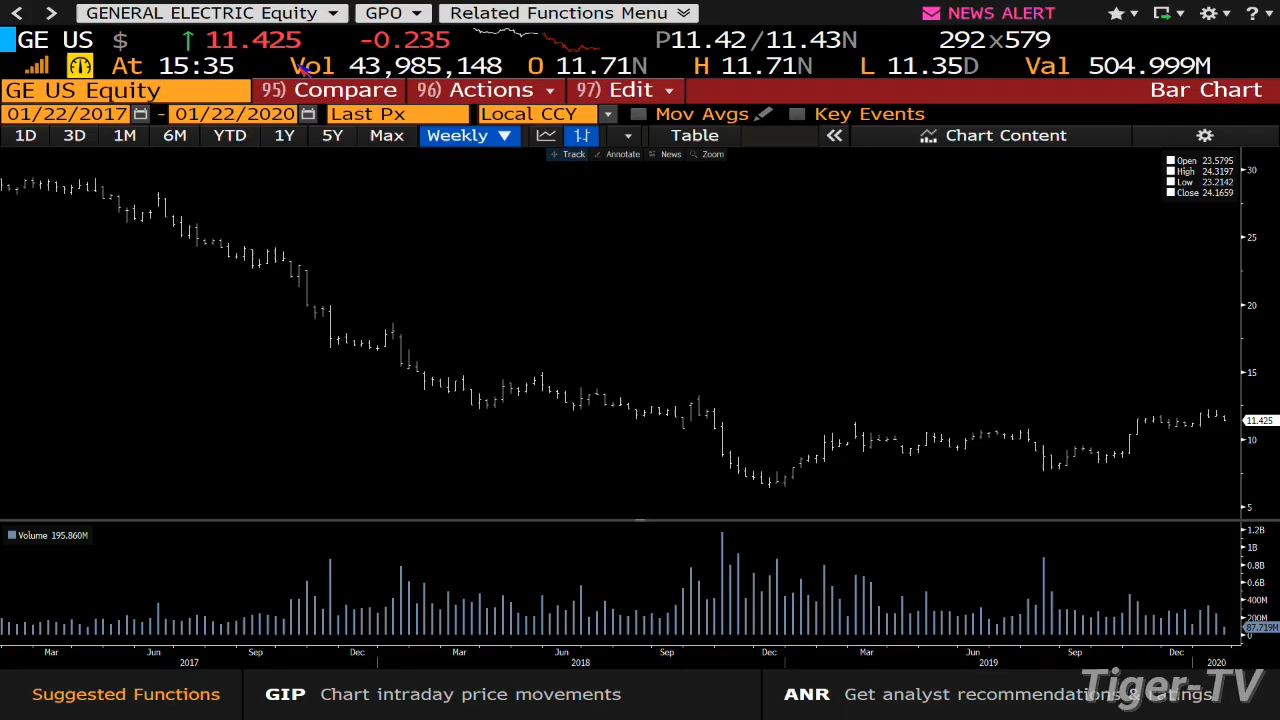 GENERAL ELECTRIC Equity GPO Related Functions Menu NEWS ALERT ?
GE US $ ↑ 11.425 -0.235 P11.42/11.43N 292x579
At 15:35 Vol 43,985,148 O 11.71N H 11.71N L 11.35D Val 504.999M
GE US Equity 95) Compare 96) Actions 97) Edit Bar Chart
01/22/2017 - 01/22/2020 Last Px Local CCY Mov Avgs Key Events
1D 3D 1M 6M YTD 1Y 5Y Max Weekly ▼ Table « Chart Content
Track Annotate News Zoom
Open 23.5795
High 24.3197
Low 23.2142
Close 24.1659
30
25
20
15
11.425
10
5
Volume 195.860M
1.2B
1B
0.8B
0.6B
400M
200M
87.719M
0
Mar Jun Sep Dec Mar Jun Sep Dec Mar Jun Sep Dec
2017 2018 2019 2020
Suggested Functions GIP Chart intraday price movements ANR Get analyst recommendations & ratings
Tiger-TV